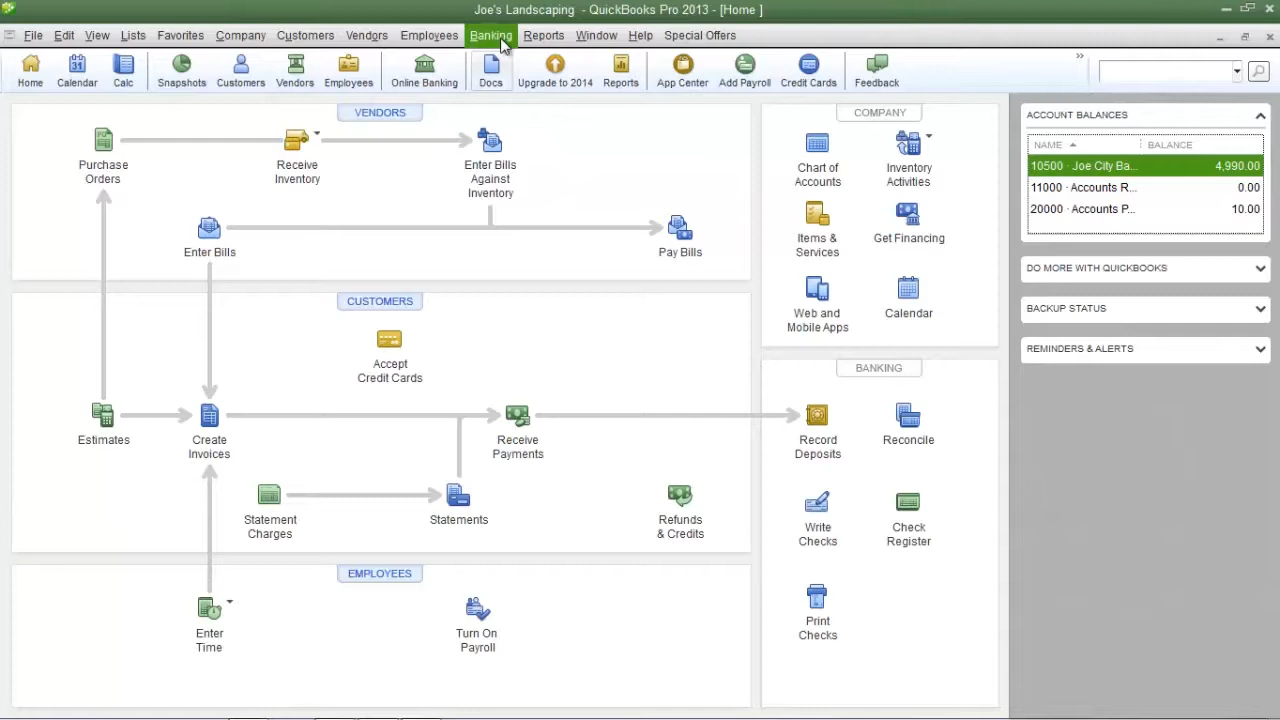 Joe's Landscaping - QuickBooks Pro 2013 - [Home ]
File Edit View Lists Favorites Company Customers Vendors Employees Banking Reports Window Help Special Offers
Home Calendar Calc Snapshots Customers Vendors Employees Online Banking Docs Upgrade to 2014 Reports App Center Add Payroll Credit Cards Feedback
VENDORS
Purchase
Orders
Receive
Inventory
Enter Bills
Against
Inventory
Enter Bills
Pay Bills
CUSTOMERS
Accept
Credit Cards
Estimates
Create
Invoices
Receive
Payments
Statement
Charges
Statements
Refunds
& Credits
EMPLOYEES
Enter
Time
Turn On
Payroll
COMPANY
Chart of
Accounts
Inventory
Activities
Items &
Services
Get Financing
Web and
Mobile Apps
Calendar
BANKING
Record
Deposits
Reconcile
Write
Checks
Check
Register
Print
Checks
ACCOUNT BALANCES
NAME BALANCE
10500 · Joe City Ba... 4,990.00
11000 · Accounts R... 0.00
20000 · Accounts P... 10.00
DO MORE WITH QUICKBOOKS
BACKUP STATUS
REMINDERS & ALERTS